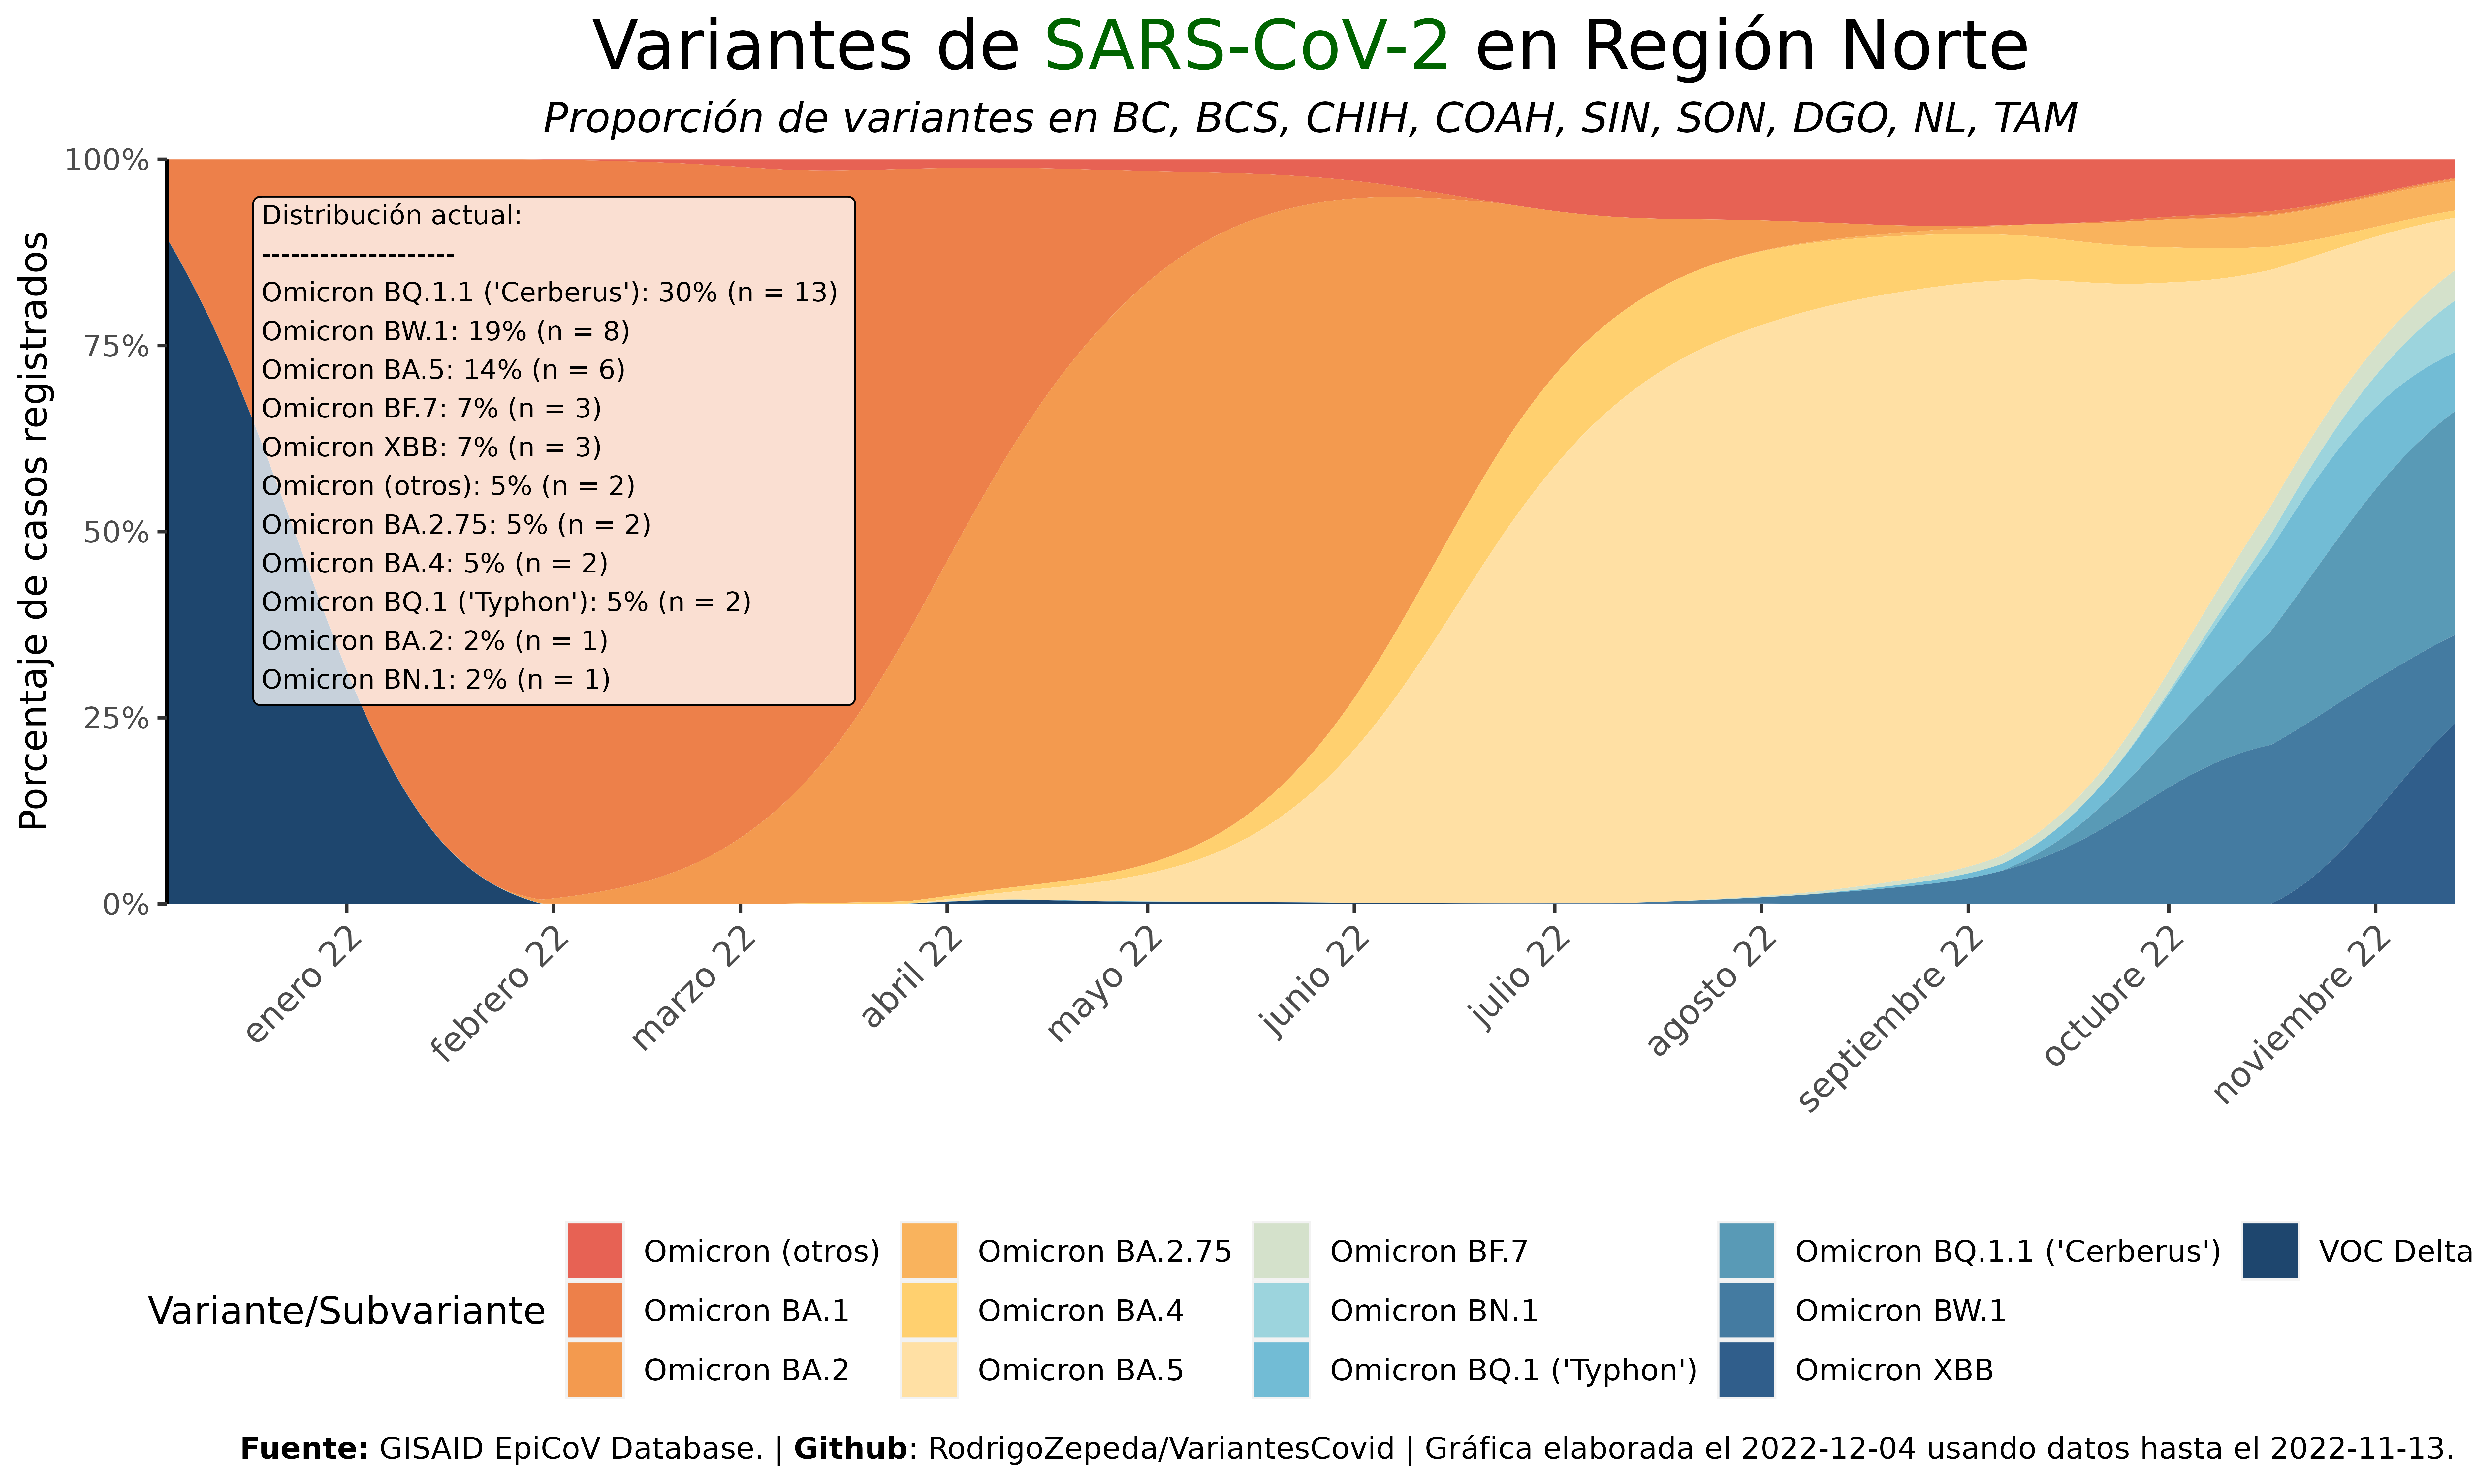 Variantes de SARS-CoV-2 en Región Norte
Proporción de variantes en BC, BCS, CHIH, COAH, SIN, SON, DGO, NL, TAM
Porcentaje de casos registrados
100%
75%
50%
25%
0%
Distribución actual:
--------------------
Omicron BQ.1.1 ('Cerberus'): 30% (n = 13)
Omicron BW.1: 19% (n = 8)
Omicron BA.5: 14% (n = 6)
Omicron BF.7: 7% (n = 3)
Omicron XBB: 7% (n = 3)
Omicron (otros): 5% (n = 2)
Omicron BA.2.75: 5% (n = 2)
Omicron BA.4: 5% (n = 2)
Omicron BQ.1 ('Typhon'): 5% (n = 2)
Omicron BA.2: 2% (n = 1)
Omicron BN.1: 2% (n = 1)
enero 22
febrero 22
marzo 22
abril 22
mayo 22
junio 22
julio 22
agosto 22
septiembre 22
octubre 22
noviembre 22
Variante/Subvariante
Omicron (otros)
Omicron BA.1
Omicron BA.2
Omicron BA.2.75
Omicron BA.4
Omicron BA.5
Omicron BF.7
Omicron BN.1
Omicron BQ.1 ('Typhon')
Omicron BQ.1.1 ('Cerberus')
Omicron BW.1
Omicron XBB
VOC Delta
Fuente: GISAID EpiCoV Database. | Github: RodrigoZepeda/VariantesCovid | Gráfica elaborada el 2022-12-04 usando datos hasta el 2022-11-13.